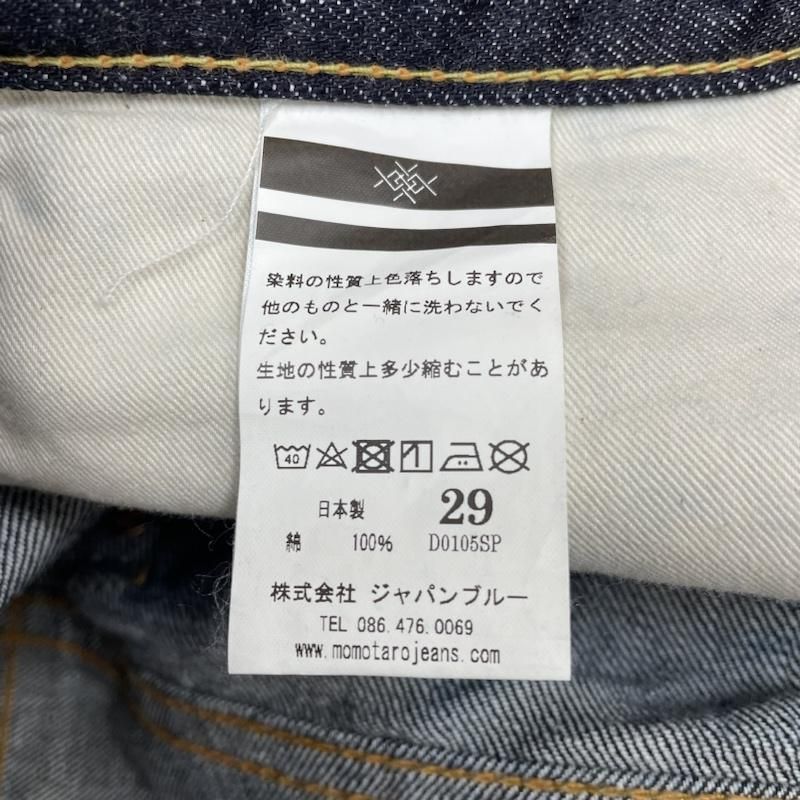 染料の性質上色落ちしますので
他のものと一緒に洗わないでく
ださい。
生地の性質上多少縮むことがあ
ります。
40
日本製 29
綿 100% D0105SP
株式会社 ジャパンブルー
TEL 086.476.0069
www.momotarojeans.com